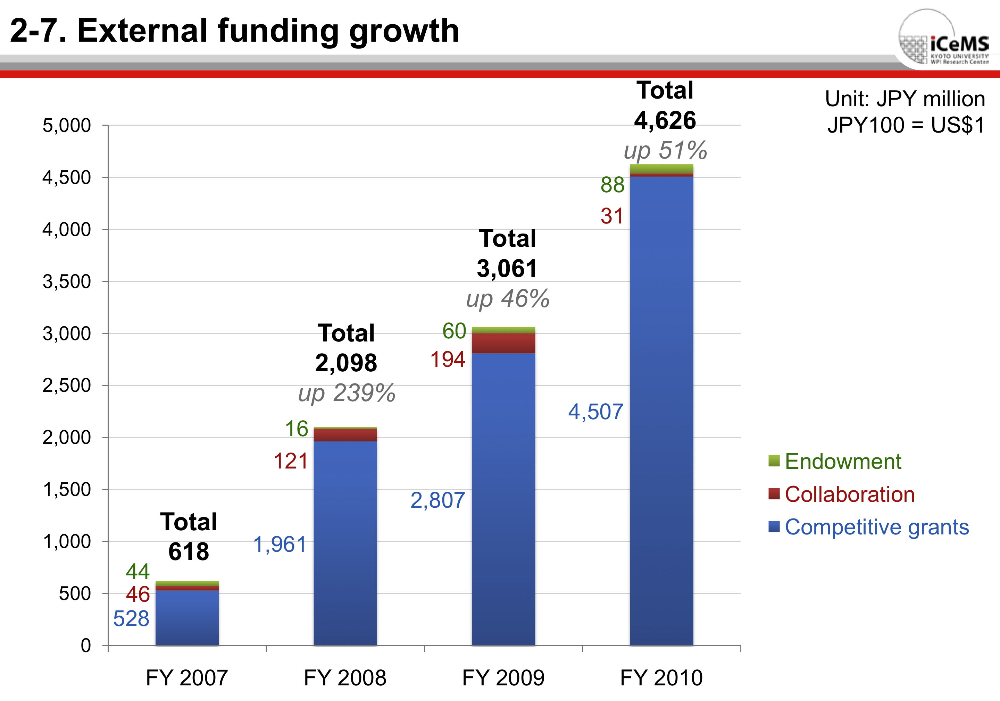 2-7. External funding growth
iCeMS
KYOTO UNIVERSITY
WPI Research Center
Unit: JPY million
JPY100 = US$1
5,000
4,500
4,000
3,500
3,000
2,500
2,000
1,500
1,000
500
0
Total
618
44
46
528
Total
2,098
up 239%
16
121
1,961
Total
3,061
up 46%
60
194
2,807
Total
4,626
up 51%
88
31
4,507
Endowment
Collaboration
Competitive grants
FY 2007
FY 2008
FY 2009
FY 2010